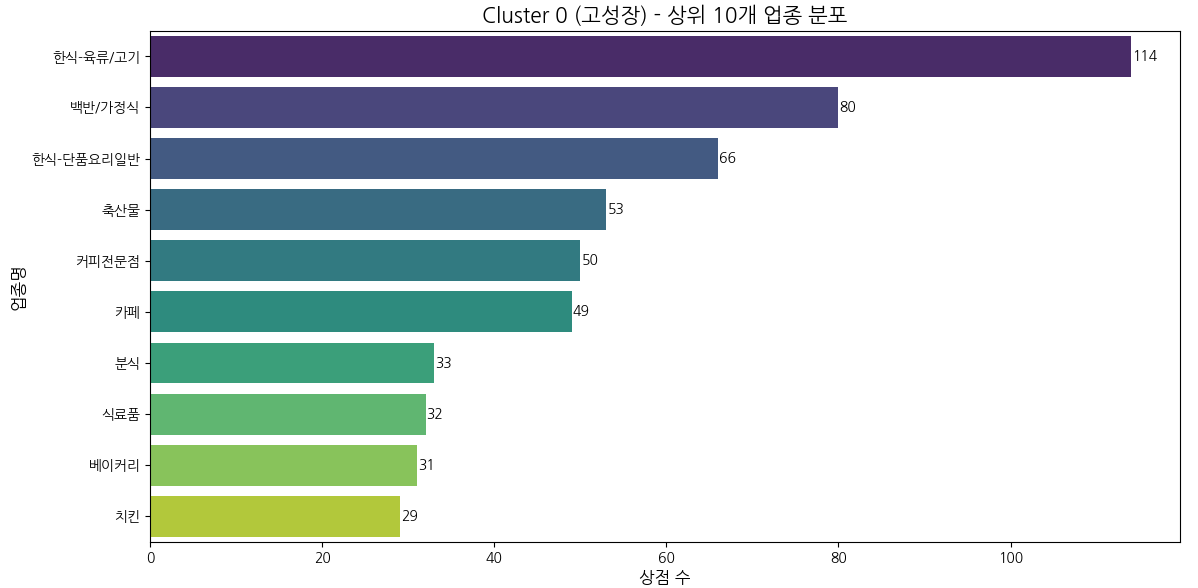 Cluster 0 (고성장) - 상위 10개 업종 분포
업종명
한식-육류/고기
114
백반/가정식
80
한식-단품요리일반
66
축산물
53
커피전문점
50
카페
49
분식
33
식료품
32
베이커리
31
치킨
29
0 20 40 60 80 100
상점 수